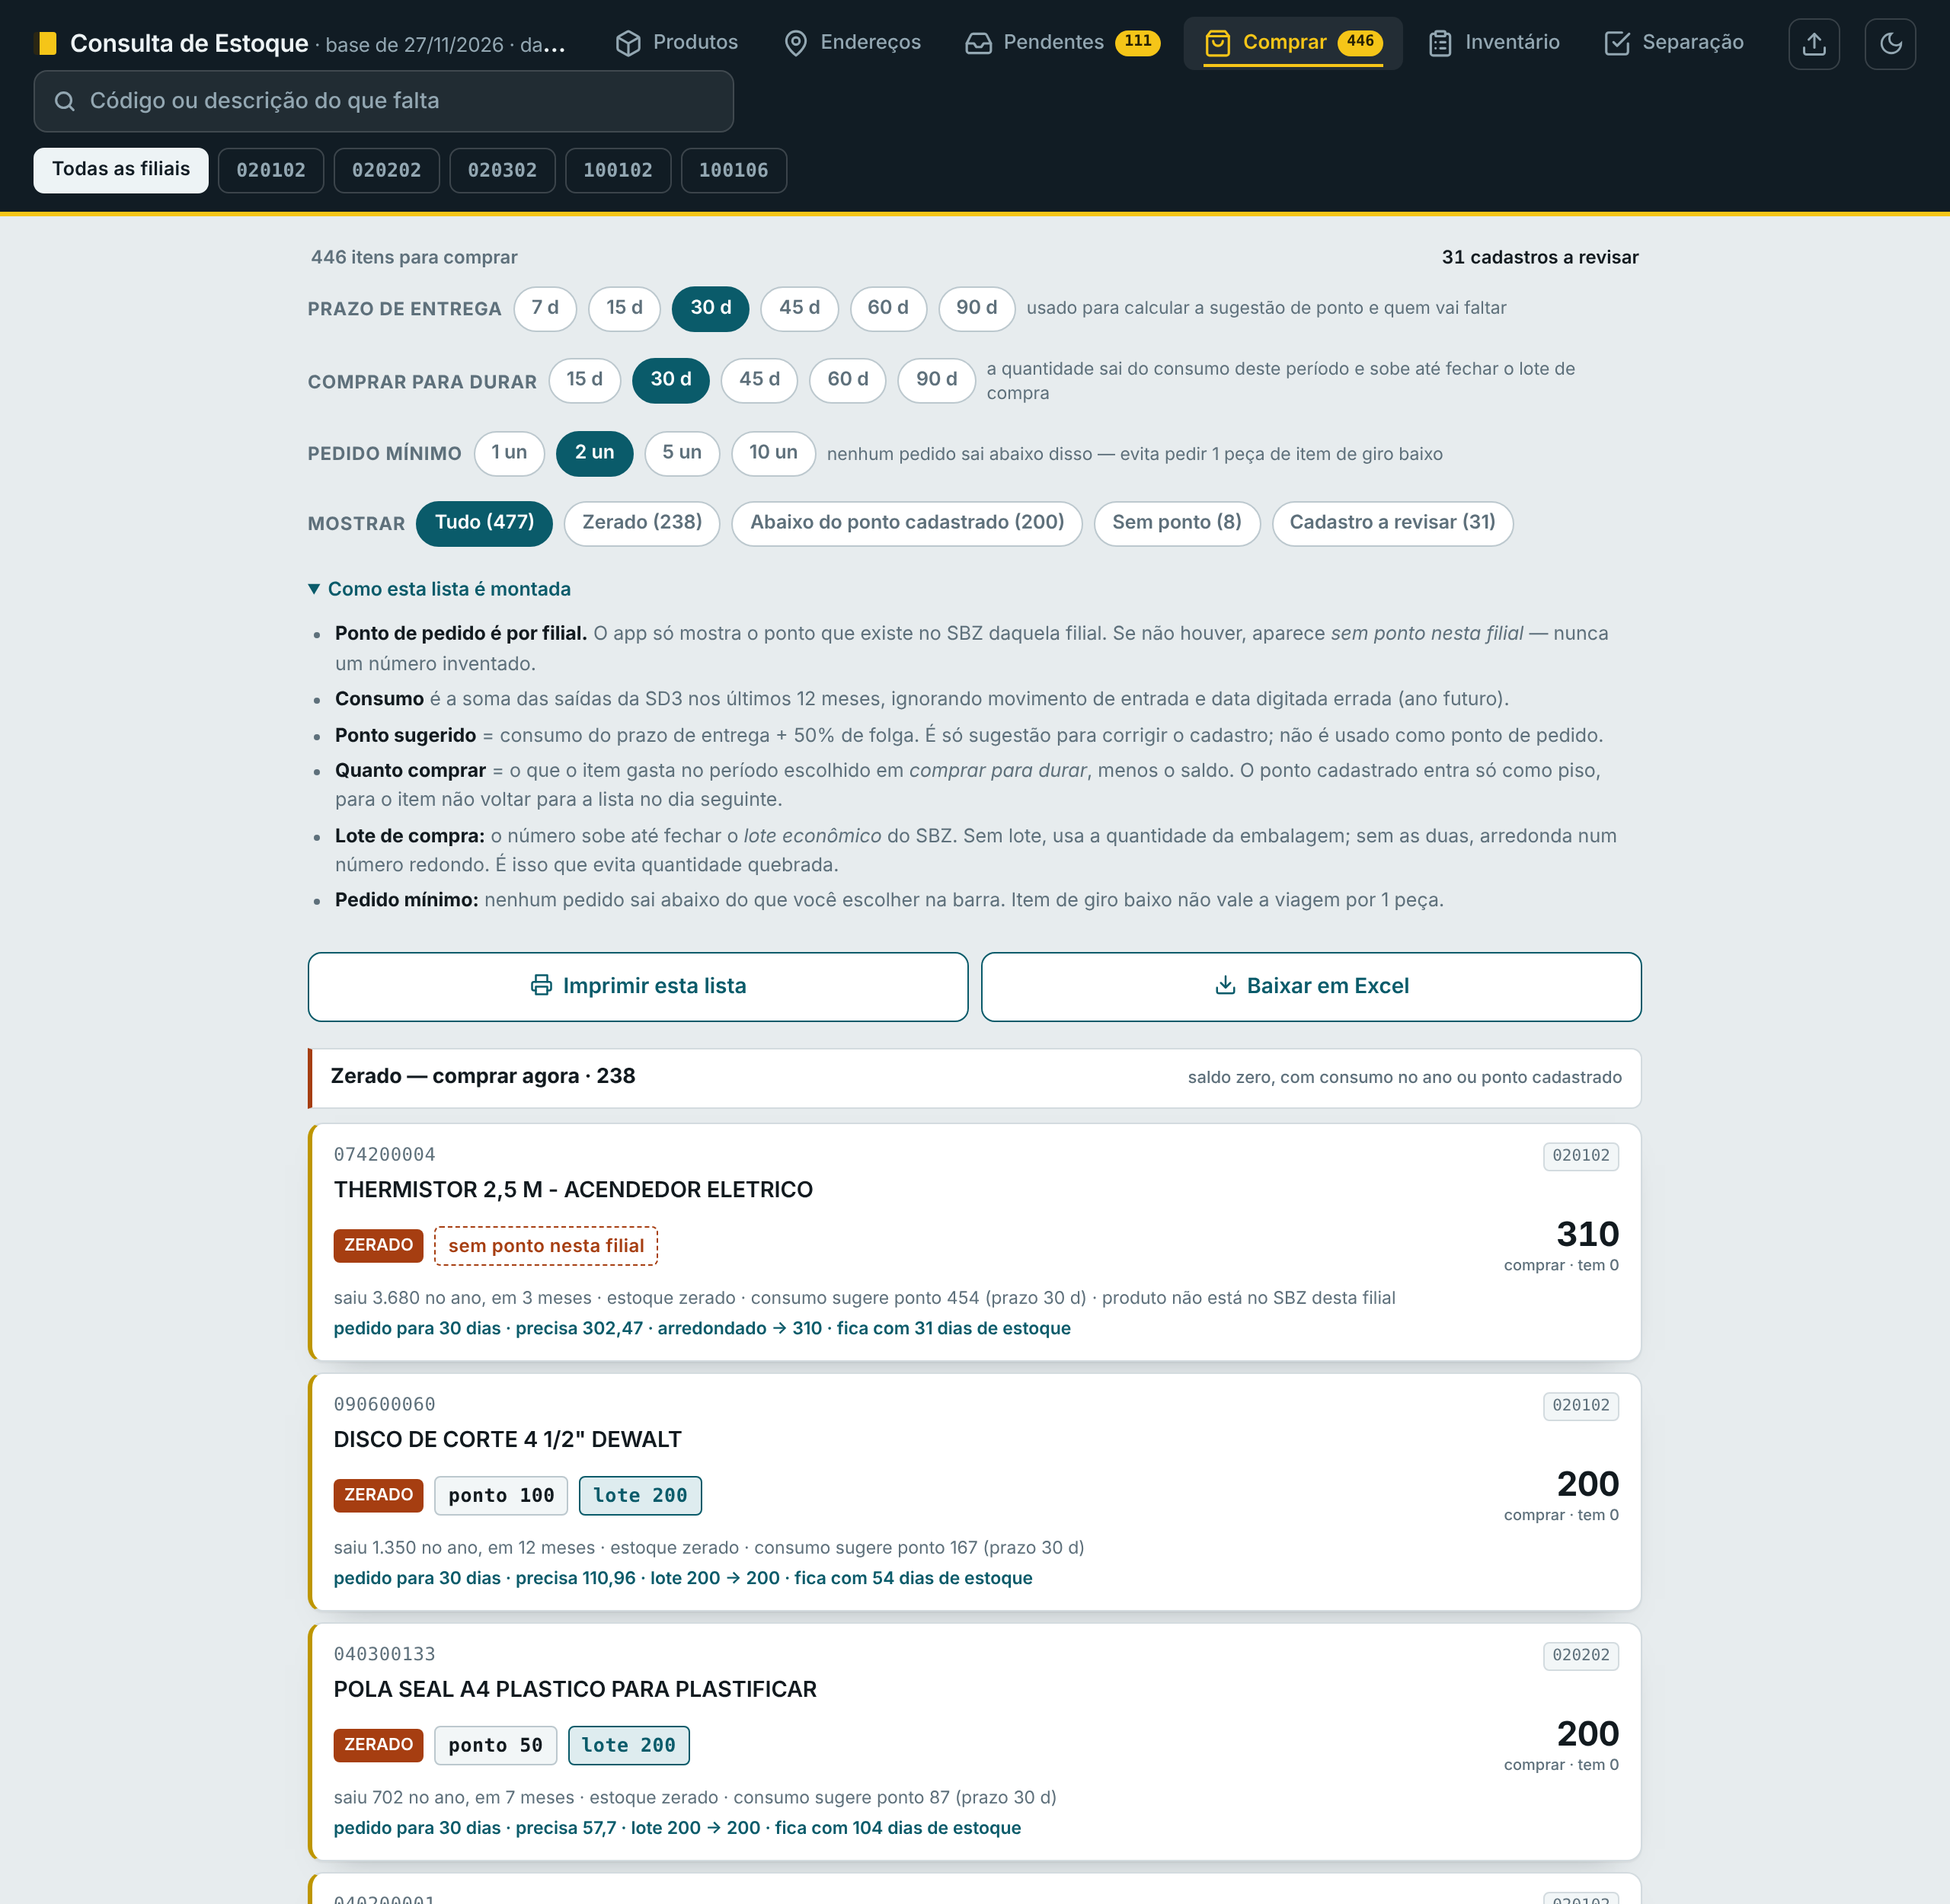 Consulta de Estoque · base de 27/11/2026 · da...
Produtos
Endereços
Pendentes 111
Comprar 446
Inventário
Separação
Código ou descrição do que falta
Todas as filiais 020102 020202 020302 100102 100106
446 itens para comprar
31 cadastros a revisar
PRAZO DE ENTREGA 7 d 15 d 30 d 45 d 60 d 90 d usado para calcular a sugestão de ponto e quem vai faltar
COMPRAR PARA DURAR 15 d 30 d 45 d 60 d 90 d a quantidade sai do consumo deste período e sobe até fechar o lote de
compra
PEDIDO MÍNIMO 1 un 2 un 5 un 10 un nenhum pedido sai abaixo disso — evita pedir 1 peça de item de giro baixo
MOSTRAR Tudo (477) Zerado (238) Abaixo do ponto cadastrado (200) Sem ponto (8) Cadastro a revisar (31)
▼ Como esta lista é montada
• Ponto de pedido é por filial. O app só mostra o ponto que existe no SBZ daquela filial. Se não houver, aparece sem ponto nesta filial — nunca
um número inventado.
• Consumo é a soma das saídas da SD3 nos últimos 12 meses, ignorando movimento de entrada e data digitada errada (ano futuro).
• Ponto sugerido = consumo do prazo de entrega + 50% de folga. É só sugestão para corrigir o cadastro; não é usado como ponto de pedido.
• Quanto comprar = o que o item gasta no período escolhido em comprar para durar, menos o saldo. O ponto cadastrado entra só como piso,
para o item não voltar para a lista no dia seguinte.
• Lote de compra: o número sobe até fechar o lote econômico do SBZ. Sem lote, usa a quantidade da embalagem; sem as duas, arredonda num
número redondo. É isso que evita quantidade quebrada.
• Pedido mínimo: nenhum pedido sai abaixo do que você escolher na barra. Item de giro baixo não vale a viagem por 1 peça.
Imprimir esta lista
Baixar em Excel
Zerado — comprar agora · 238
saldo zero, com consumo no ano ou ponto cadastrado
074200004
020102
THERMISTOR 2,5 M - ACENDEDOR ELETRICO
ZERADO sem ponto nesta filial
310
comprar · tem 0
saiu 3.680 no ano, em 3 meses · estoque zerado · consumo sugere ponto 454 (prazo 30 d) · produto não está no SBZ desta filial
pedido para 30 dias · precisa 302,47 · arredondado → 310 · fica com 31 dias de estoque
090600060
020102
DISCO DE CORTE 4 1/2" DEWALT
ZERADO ponto 100 lote 200
200
comprar · tem 0
saiu 1.350 no ano, em 12 meses · estoque zerado · consumo sugere ponto 167 (prazo 30 d)
pedido para 30 dias · precisa 110,96 · lote 200 → 200 · fica com 54 dias de estoque
040300133
020202
POLA SEAL A4 PLASTICO PARA PLASTIFICAR
ZERADO ponto 50 lote 200
200
comprar · tem 0
saiu 702 no ano, em 7 meses · estoque zerado · consumo sugere ponto 87 (prazo 30 d)
pedido para 30 dias · precisa 57,7 · lote 200 → 200 · fica com 104 dias de estoque
040200001
020102